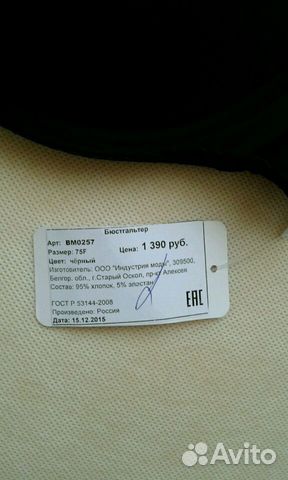 Бюстгальтер
Арт: BM0257 Цена: 1 390 руб.
Размер: 75F
Цвет: чёрный
Изготовитель: ООО "Индустрия моды", 309500,
Белгор. обл., г.Старый Оскол, пр-кт Алексея
Состав: 95% хлопок, 5% эластан
ГОСТ Р 53144-2008
Произведено: Россия
Дата: 15.12.2015
EAC
Avito